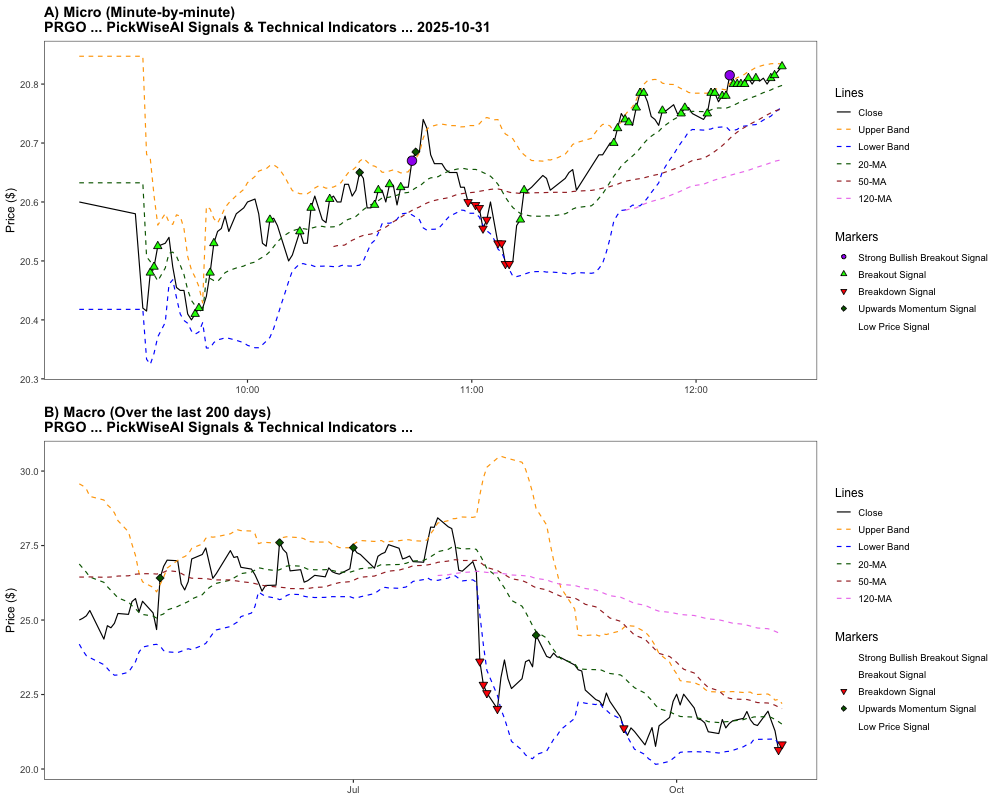 A) Micro (Minute-by-minute)
PRGO ... PickWiseAI Signals & Technical Indicators ... 2025-10-31
Price ($)
20.8
20.7
20.6
20.5
20.4
20.3
10:00
11:00
12:00
Lines
Close
Upper Band
Lower Band
20-MA
50-MA
120-MA
Markers
Strong Bullish Breakout Signal
Breakout Signal
Breakdown Signal
Upwards Momentum Signal
Low Price Signal
B) Macro (Over the last 200 days)
PRGO ... PickWiseAI Signals & Technical Indicators ...
Price ($)
30.0
27.5
25.0
22.5
20.0
Jul
Oct
Lines
Close
Upper Band
Lower Band
20-MA
50-MA
120-MA
Markers
Strong Bullish Breakout Signal
Breakout Signal
Breakdown Signal
Upwards Momentum Signal
Low Price Signal